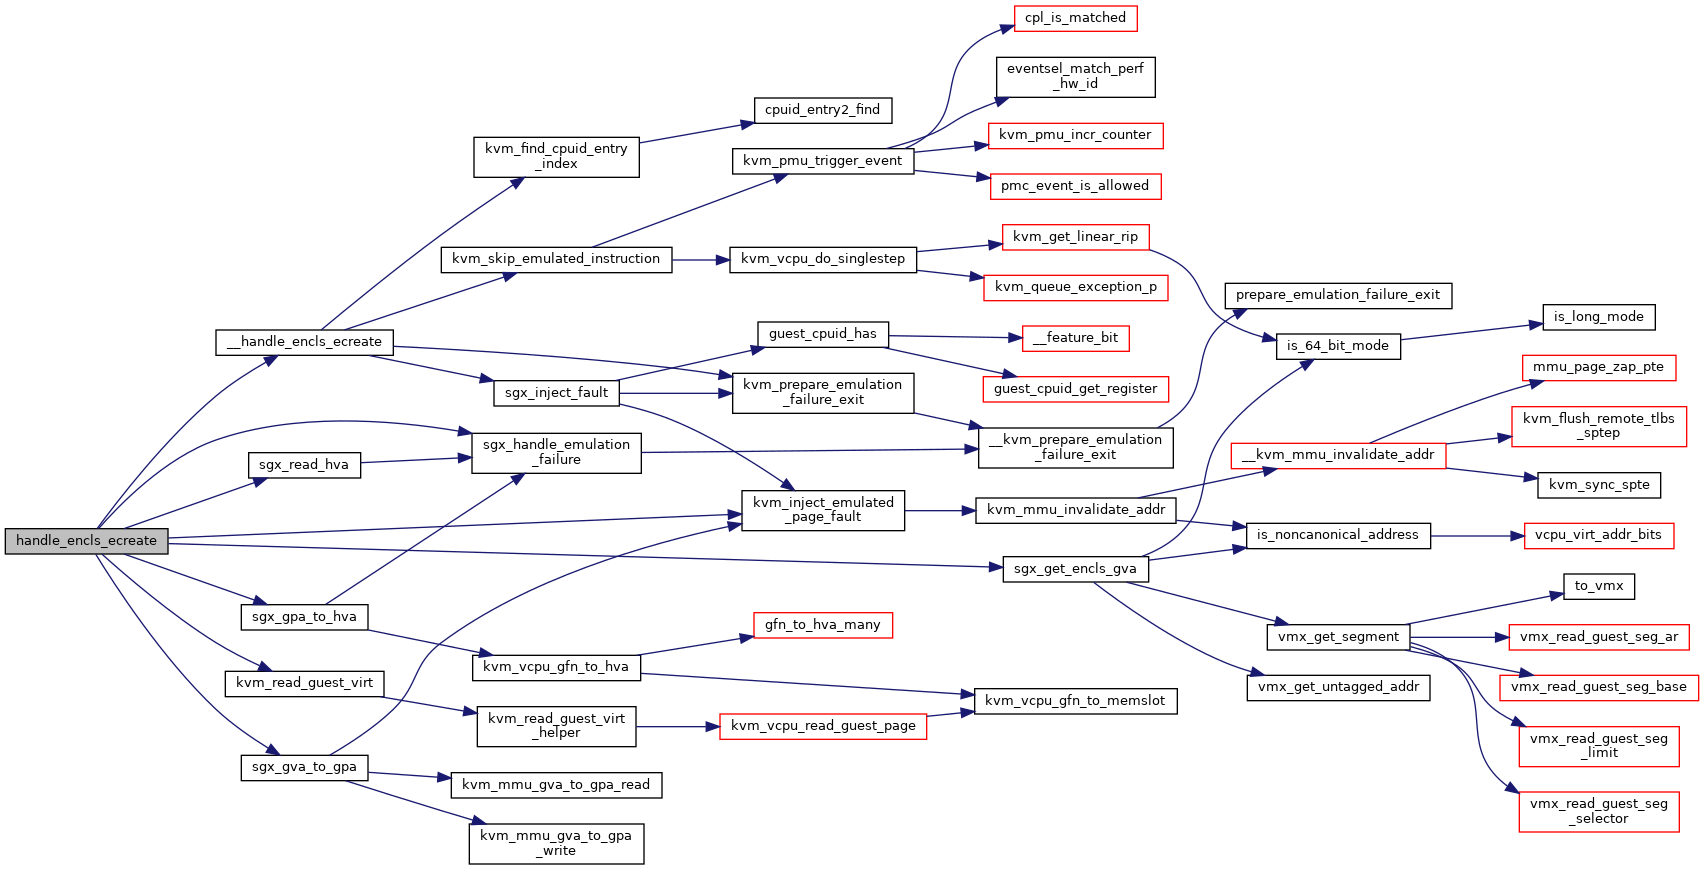 cpl_is_matched
eventsel_match_perf
_hw_id
cpuid_entry2_find
kvm_pmu_incr_counter
kvm_find_cpuid_entry
_index
kvm_pmu_trigger_event
pmc_event_is_allowed
kvm_get_linear_rip
kvm_skip_emulated_instruction
kvm_vcpu_do_singlestep
kvm_queue_exception_p
prepare_emulation_failure_exit
is_long_mode
guest_cpuid_has
__feature_bit
__handle_encls_ecreate
is_64_bit_mode
mmu_page_zap_pte
kvm_prepare_emulation
_failure_exit
sgx_inject_fault
guest_cpuid_get_register
kvm_flush_remote_tlbs
_sptep
sgx_handle_emulation
_failure
__kvm_prepare_emulation
_failure_exit
__kvm_mmu_invalidate_addr
sgx_read_hva
kvm_sync_spte
kvm_inject_emulated
_page_fault
kvm_mmu_invalidate_addr
handle_encls_ecreate
is_noncanonical_address
vcpu_virt_addr_bits
sgx_get_encls_gva
to_vmx
sgx_gpa_to_hva
gfn_to_hva_many
vmx_get_segment
vmx_read_guest_seg_ar
kvm_vcpu_gfn_to_hva
kvm_read_guest_virt
vmx_get_untagged_addr
vmx_read_guest_seg_base
kvm_vcpu_gfn_to_memslot
kvm_read_guest_virt
_helper
kvm_vcpu_read_guest_page
vmx_read_guest_seg
_limit
sgx_gva_to_gpa
kvm_mmu_gva_to_gpa_read
vmx_read_guest_seg
_selector
kvm_mmu_gva_to_gpa
_write